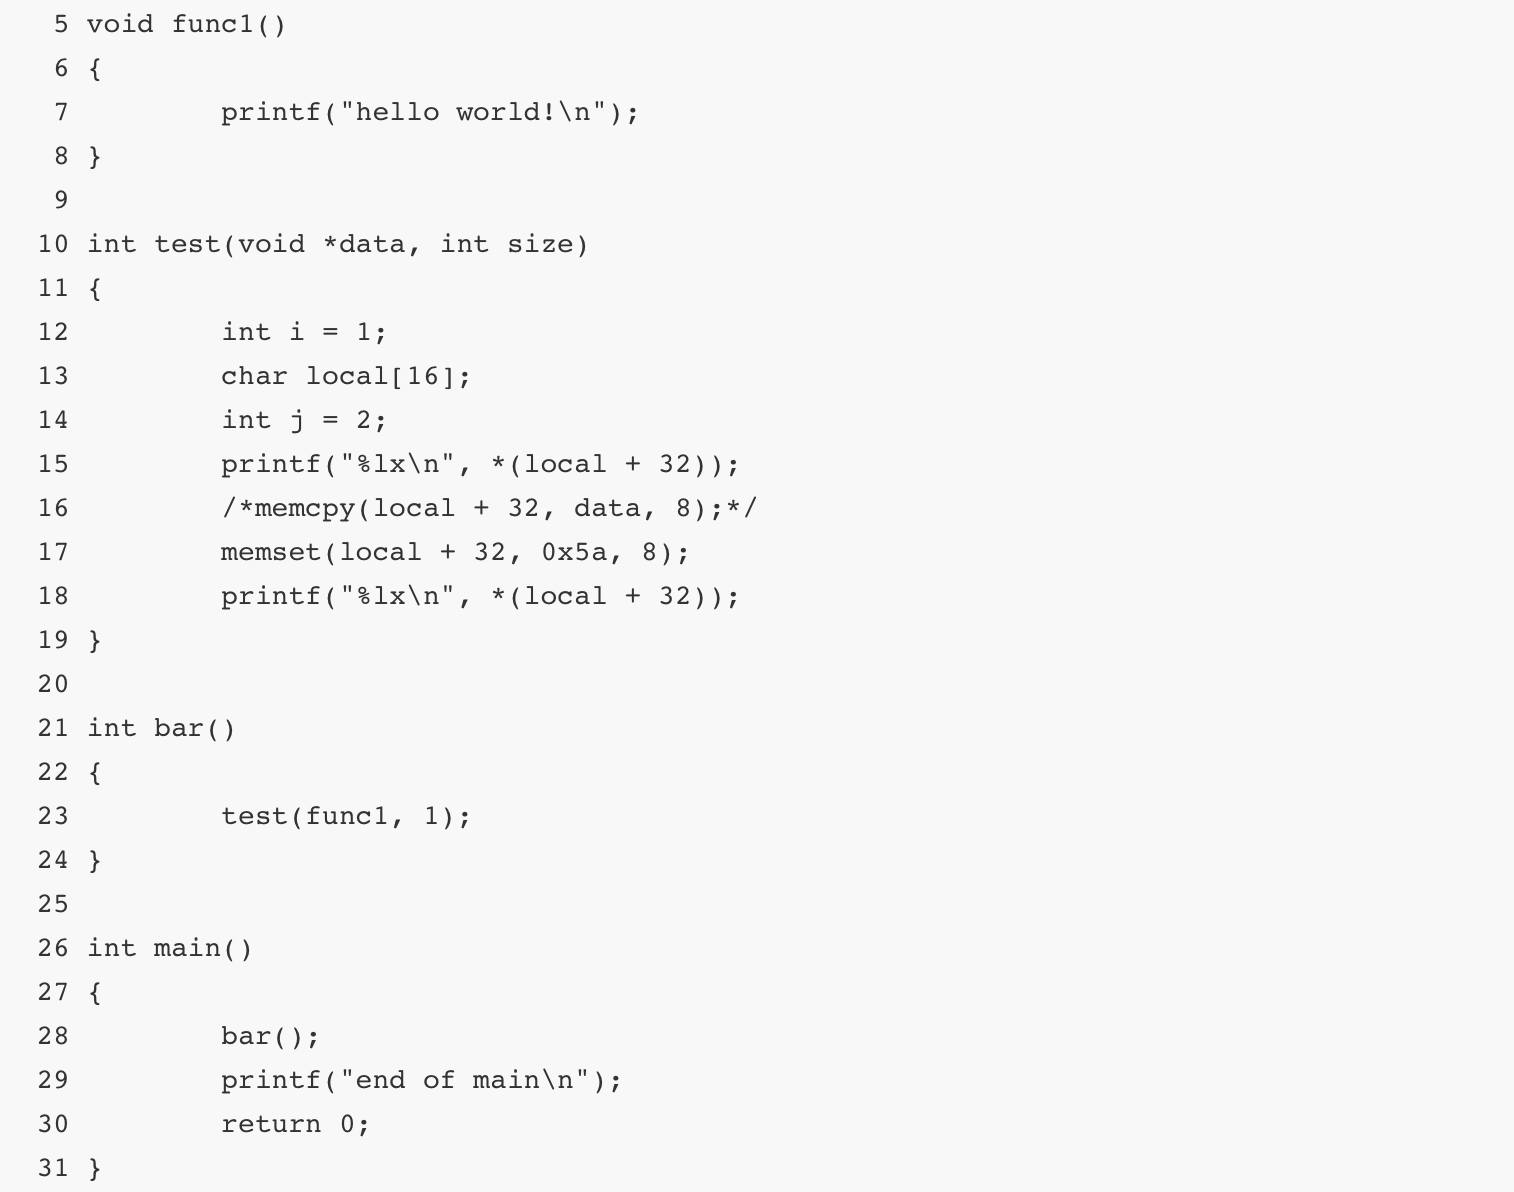 5 void func1()
6 {
7         printf("hello world!\n");
8 }
9
10 int test(void *data, int size)
11 {
12         int i = 1;
13         char local[16];
14         int j = 2;
15         printf("%lx\n", *(local + 32));
16         /*memcpy(local + 32, data, 8);*/
17         memset(local + 32, 0x5a, 8);
18         printf("%lx\n", *(local + 32));
19 }
20
21 int bar()
22 {
23         test(func1, 1);
24 }
25
26 int main()
27 {
28         bar();
29         printf("end of main\n");
30         return 0;
31 }